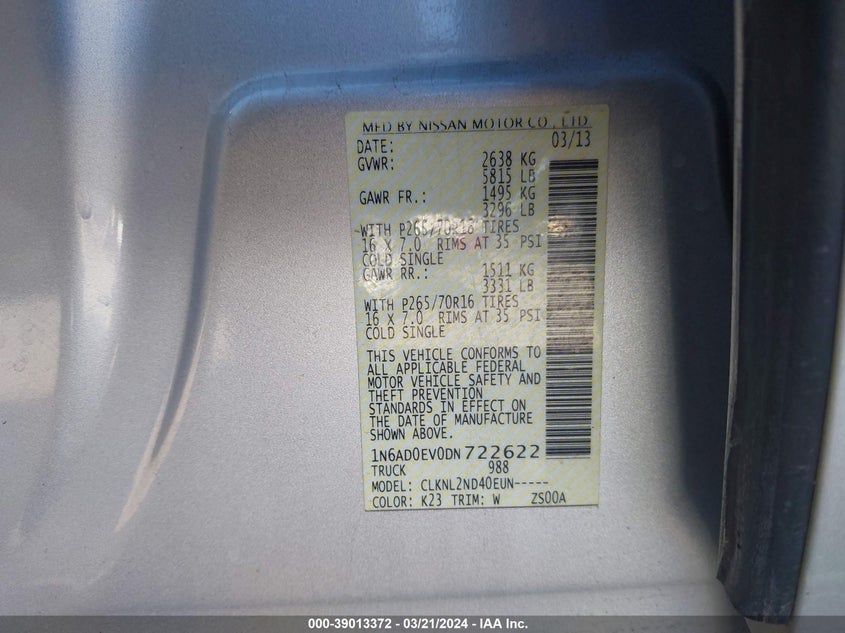 MFD BY NISSAN MOTOR CO., LTD.
DATE: 03/13
GVWR: 2638 KG
5815 LB
GAWR FR.: 1495 KG
3296 LB
WITH P265/70R16 TIRES
16 X 7.0 RIMS AT 35 PSI
COLD SINGLE
GAWR RR.: 1511 KG
3331 LB
WITH P265/70R16 TIRES
16 X 7.0 RIMS AT 35 PSI
COLD SINGLE
THIS VEHICLE CONFORMS TO
ALL APPLICABLE FEDERAL
MOTOR VEHICLE SAFETY AND
THEFT PREVENTION
STANDARDS IN EFFECT ON
THE DATE OF MANUFACTURE
SHOWN ABOVE.
1N6AD0EV0DN722622
TRUCK 988
MODEL: CLKNL2ND40EUN-----
COLOR: K23 TRIM: W ZS00A
000-39013372 - 03/21/2024 - IAA Inc.